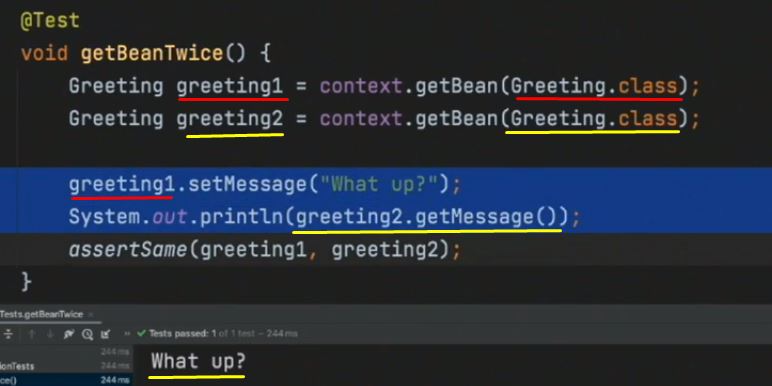 @Test
void getBeanTwice() {
Greeting greeting1 = context.getBean(Greeting.class);
Greeting greeting2 = context.getBean(Greeting.class);
greeting1.setMessage("What up?");
System.out.println(greeting2.getMessage());
assertSame(greeting1, greeting2);
}
Tests.getBeanTwice ×
» ✓ Tests passed: 1 of 1 test – 244 ms
244 ms
ionTests 244 ms
ce() 244 ms
What up?